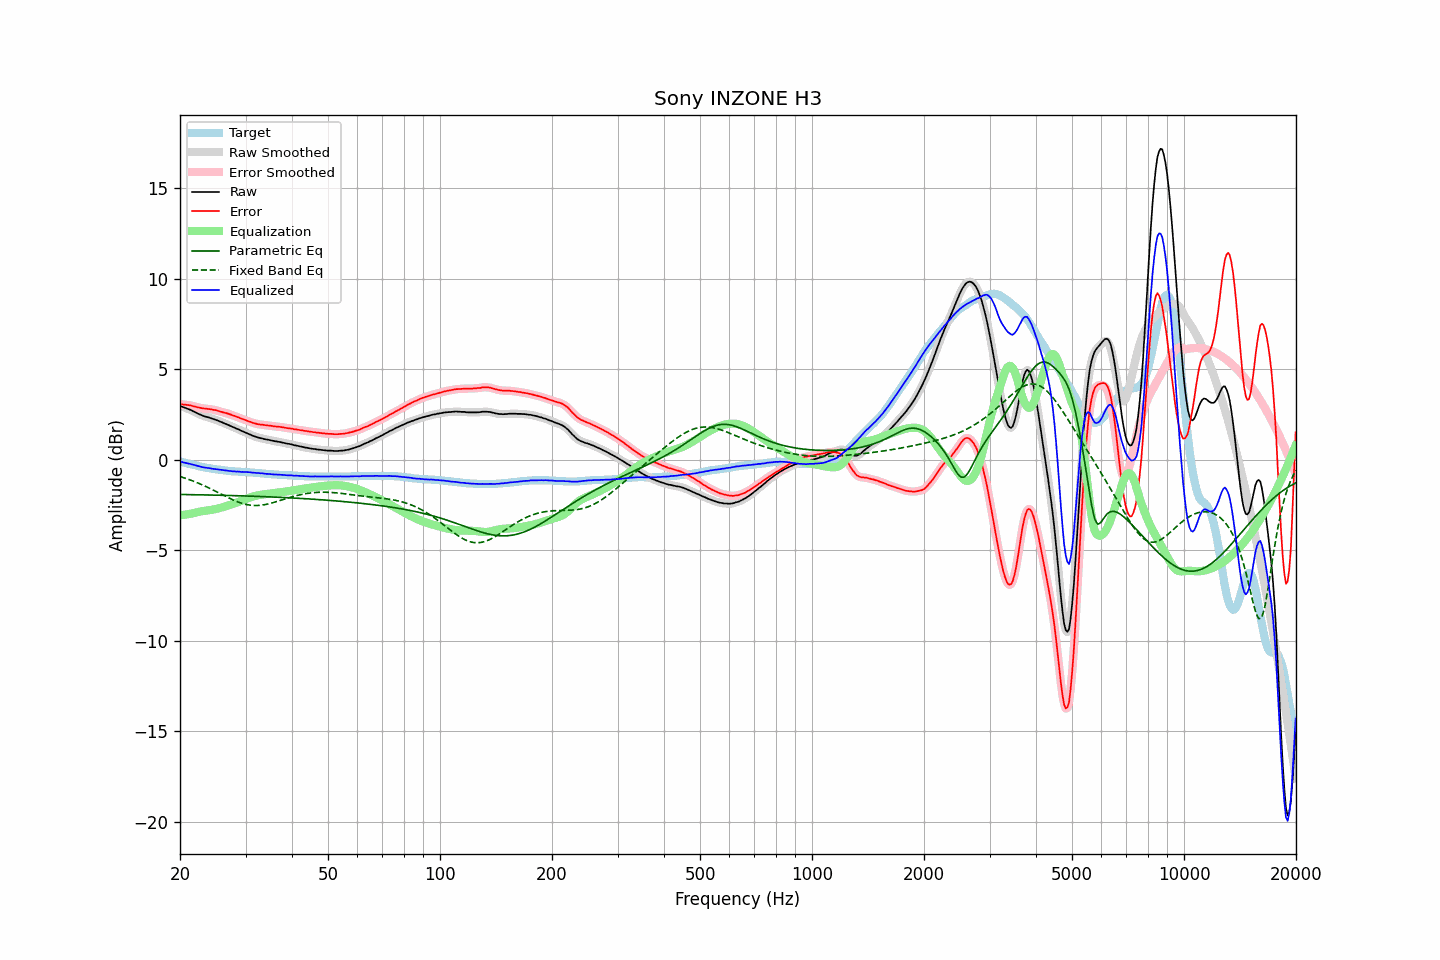 Sony INZONE H3
Target
Raw Smoothed
Error Smoothed
Raw
Error
Equalization
Parametric Eq
Fixed Band Eq
Equalized
Amplitude (dBr)
15
10
5
0
−5
−10
−15
−20
20
50
100
200
500
1000
2000
5000
10000
20000
Frequency (Hz)